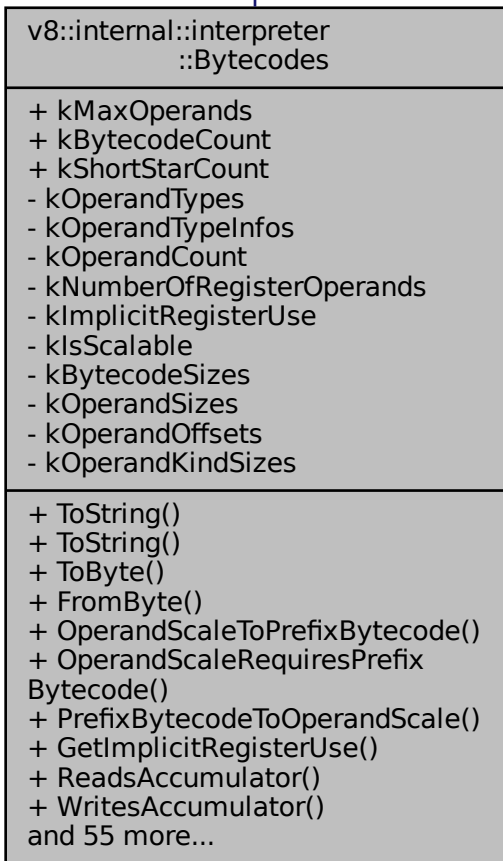 v8::internal::interpreter
::Bytecodes
+ kMaxOperands
+ kBytecodeCount
+ kShortStarCount
- kOperandTypes
- kOperandTypeInfos
- kOperandCount
- kNumberOfRegisterOperands
- kImplicitRegisterUse
- kIsScalable
- kBytecodeSizes
- kOperandSizes
- kOperandOffsets
- kOperandKindSizes
+ ToString()
+ ToString()
+ ToByte()
+ FromByte()
+ OperandScaleToPrefixBytecode()
+ OperandScaleRequiresPrefix
Bytecode()
+ PrefixBytecodeToOperandScale()
+ GetImplicitRegisterUse()
+ ReadsAccumulator()
+ WritesAccumulator()
and 55 more...